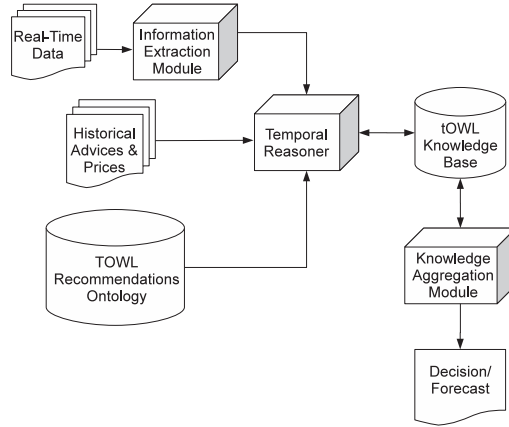 Real-Time
Data
Information
Extraction
Module
Historical
Advices &
Prices
Temporal
Reasoner
tOWL
Knowledge
Base
TOWL
Recommendations
Ontology
Knowledge
Aggregation
Module
Decision/
Forecast